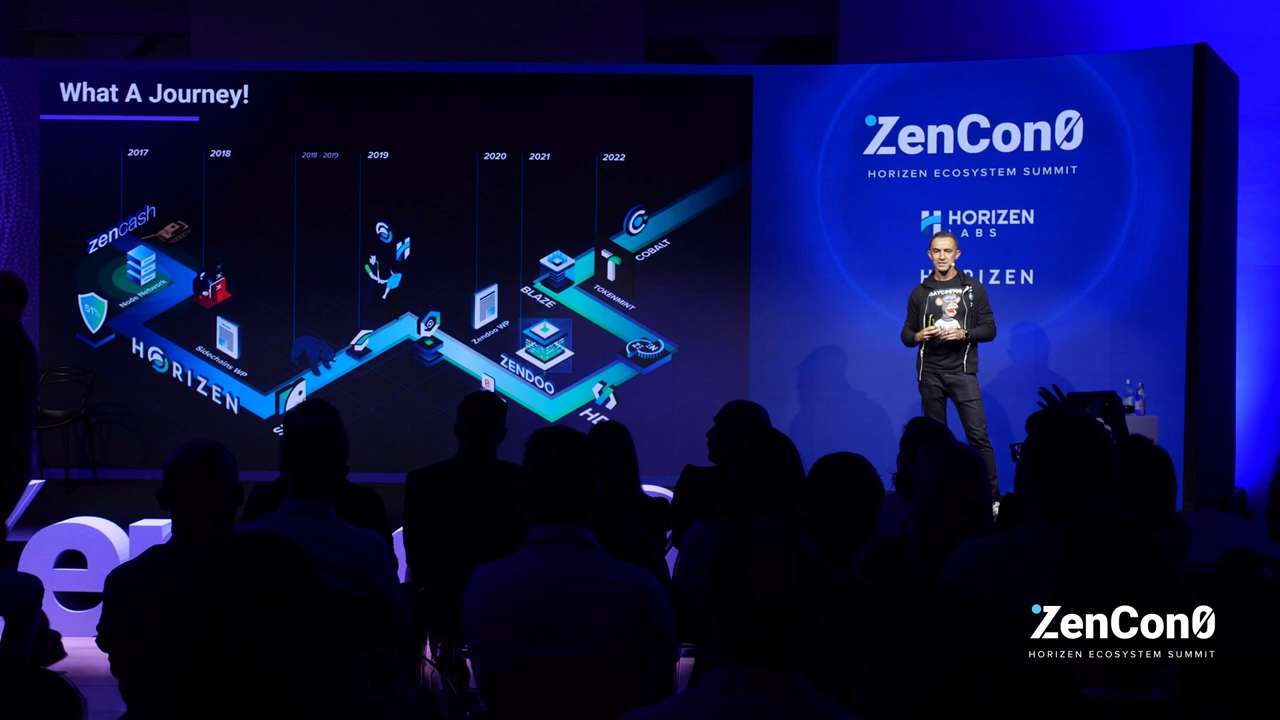 What A Journey!
2017
2018
2018 - 2019
2019
2020
2021
2022
zencash
Node Network
51%
Sidechains WP
HORIZEN
Zendoo WP
ZENDOO
BLAZE
TOKENMINT
COBALT
ZEN
ZenCon0
HORIZEN ECOSYSTEM SUMMIT
HORIZEN
LABS
HORIZEN
ZenCon0
HORIZEN ECOSYSTEM SUMMIT